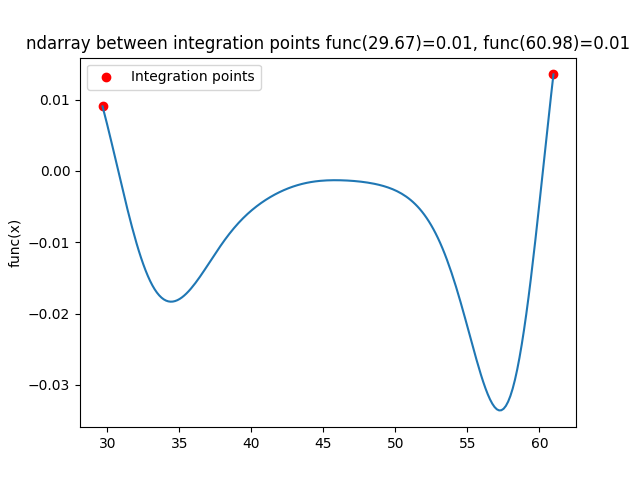 ndarray between integration points func(29.67)=0.01, func(60.98)=0.01
Integration points
func(x)
0.01
0.00
−0.01
−0.02
−0.03
30 35 40 45 50 55 60